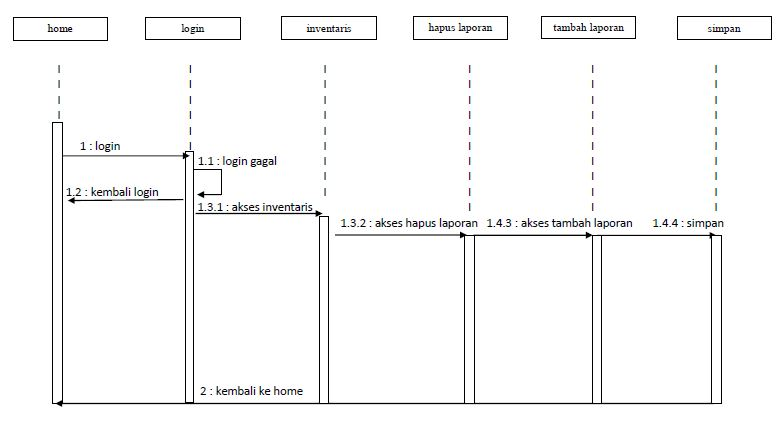 home
login
inventaris
hapus laporan
tambah laporan
simpan
1 : login
1.1 : login gagal
1.2 : kembali login
1.3.1 : akses inventaris
1.3.2 : akses hapus laporan
1.4.3 : akses tambah laporan
1.4.4 : simpan
2 : kembali ke home